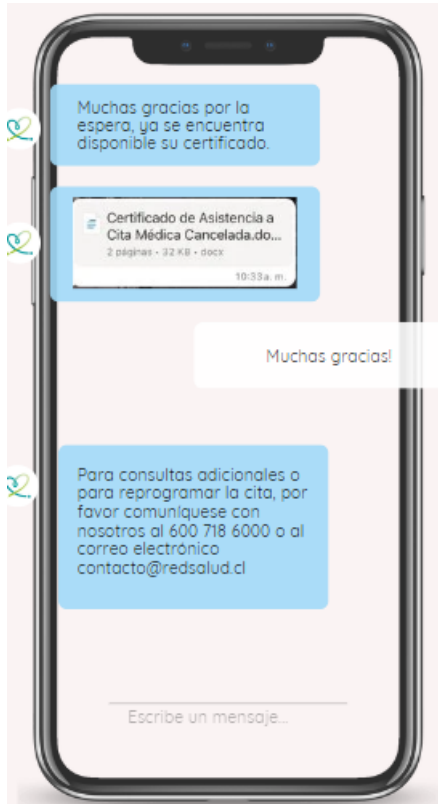 Muchas gracias por la
espera, ya se encuentra
disponible su certificado.
Certificado de Asistencia a
Cita Médica Cancelada.do...
2 páginas • 32 KB • docx
10:33a. m.
Muchas gracias!
Para consultas adicionales o
para reprogramar la cita, por
favor comuníquese con
nosotros al 600 718 6000 o al
correo electrónico
contacto@redsalud.cl
Escribe un mensaje...